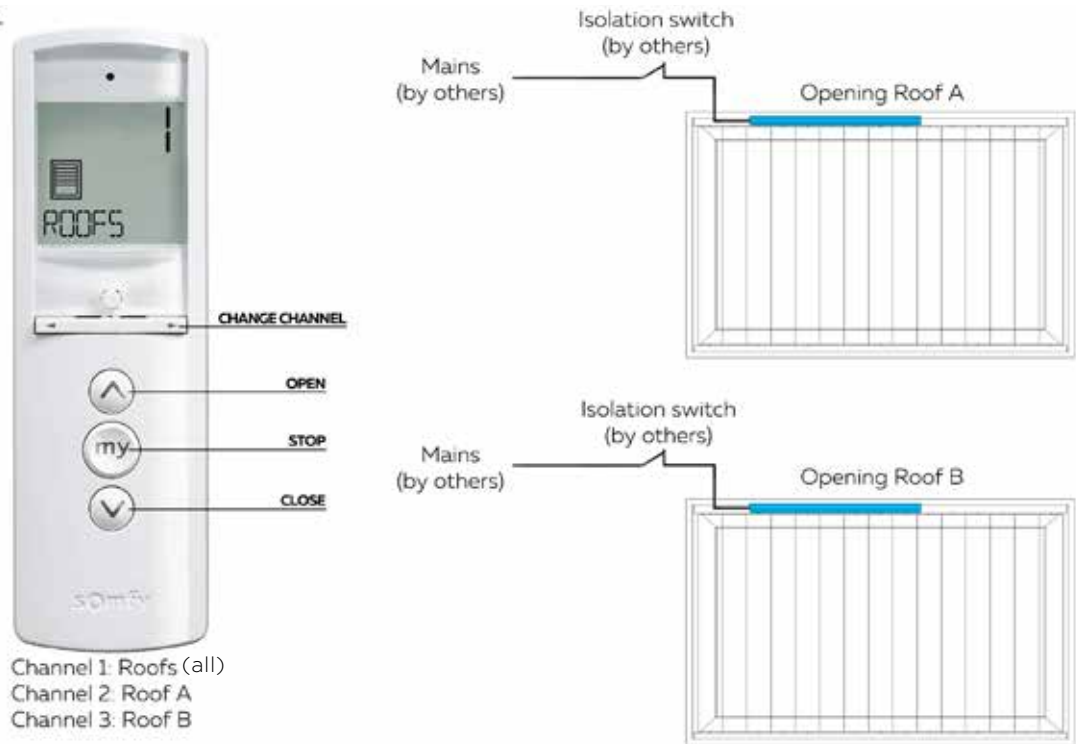 1
ROOFS
CHANGE CHANNEL
OPEN
my
STOP
CLOSE
somfy
Channel 1: Roofs (all)
Channel 2: Roof A
Channel 3: Roof B
Isolation switch
(by others)
Mains
(by others)
Opening Roof A
Isolation switch
(by others)
Mains
(by others)
Opening Roof B